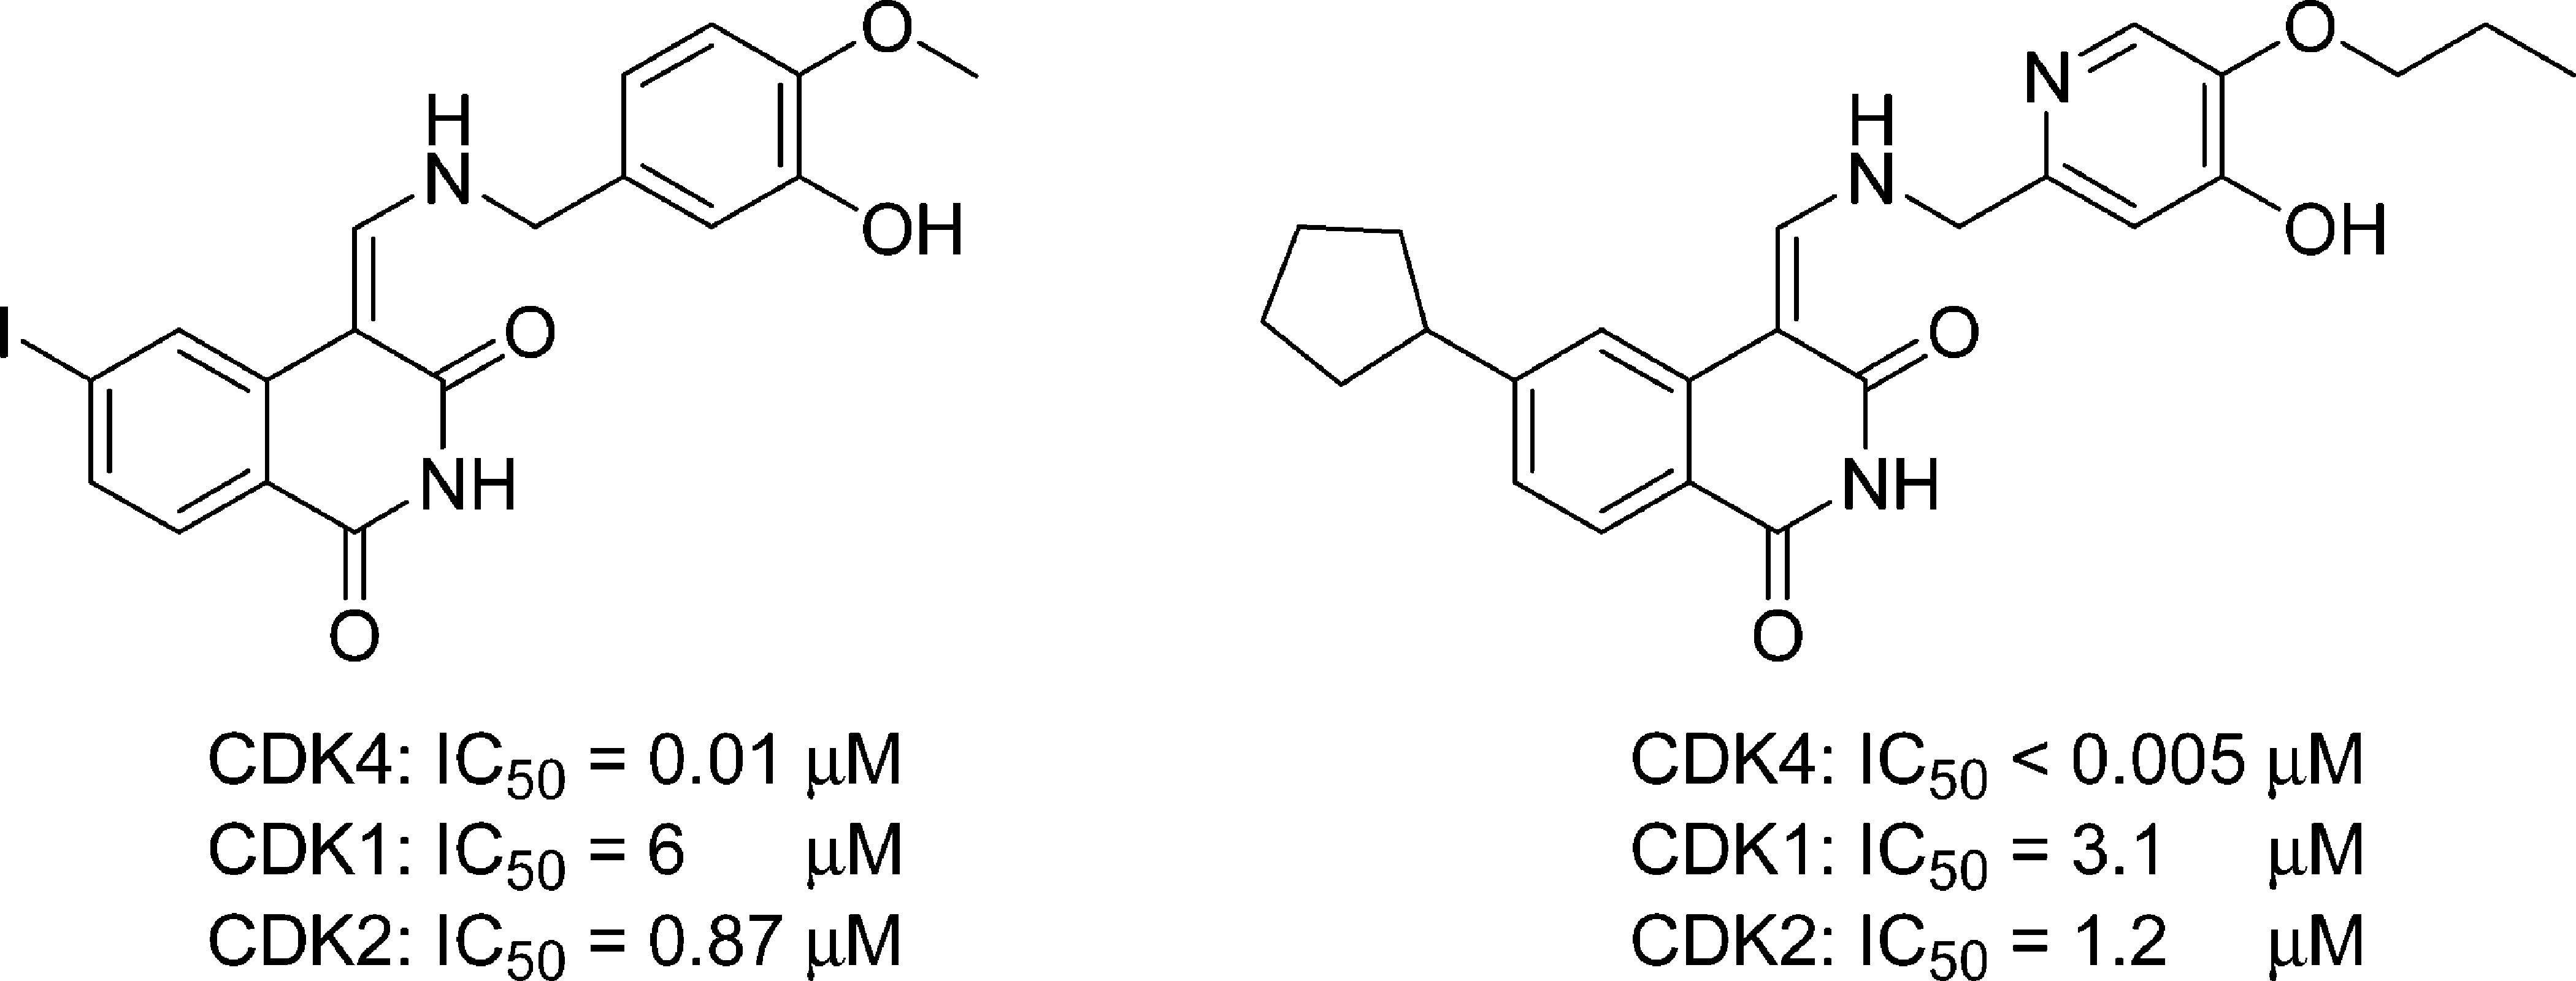 O
O
N
H
H
N
N
OH
OH
I
O
O
NH
NH
O
O
CDK4: IC50 = 0.01 μM
CDK1: IC50 = 6 μM
CDK2: IC50 = 0.87 μM
CDK4: IC50 < 0.005 μM
CDK1: IC50 = 3.1 μM
CDK2: IC50 = 1.2 μM